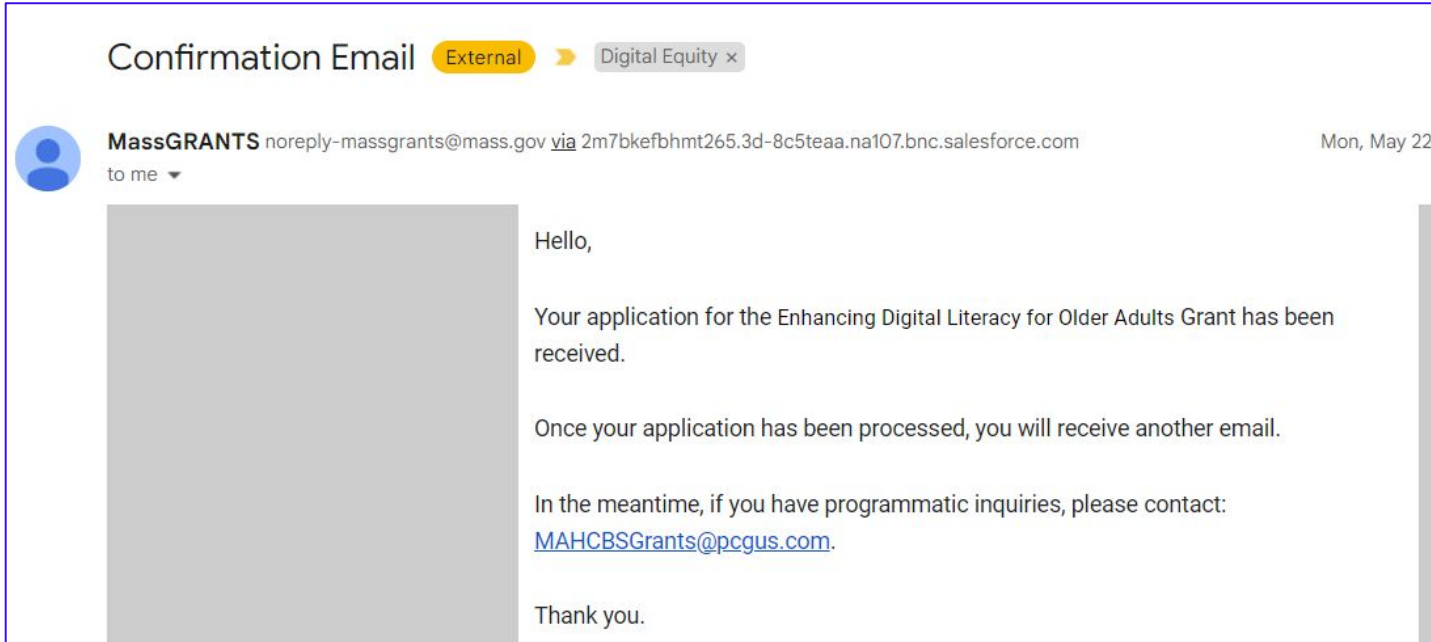 Confirmation Email External Digital Equity ×
MassGRANTS noreply-massgrants@mass.gov via 2m7bkefbhmt265.3d-8c5teaa.na107.bnc.salesforce.com Mon, May 22
to me
Hello,
Your application for the Enhancing Digital Literacy for Older Adults Grant has been
received.
Once your application has been processed, you will receive another email.
In the meantime, if you have programmatic inquiries, please contact:
MAHCBSGrants@pcgus.com.
Thank you.